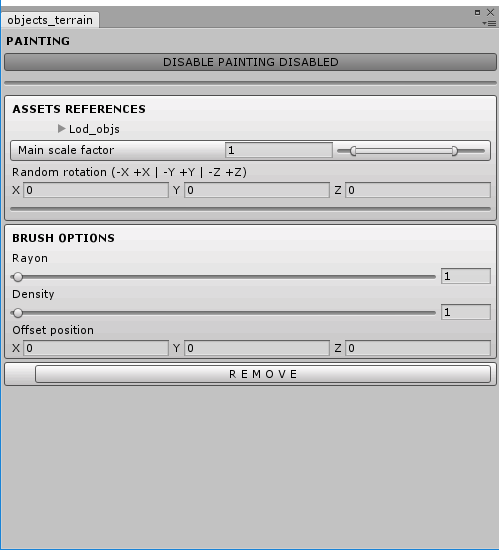 objects_terrain
PAINTING
DISABLE PAINTING DISABLED
ASSETS REFERENCES
Lod_objs
Main scale factor 1
Random rotation (-X +X | -Y +Y | -Z +Z)
X 0 Y 0 Z 0
BRUSH OPTIONS
Rayon
1
Density
1
Offset position
X 0 Y 0 Z 0
R E M O V E